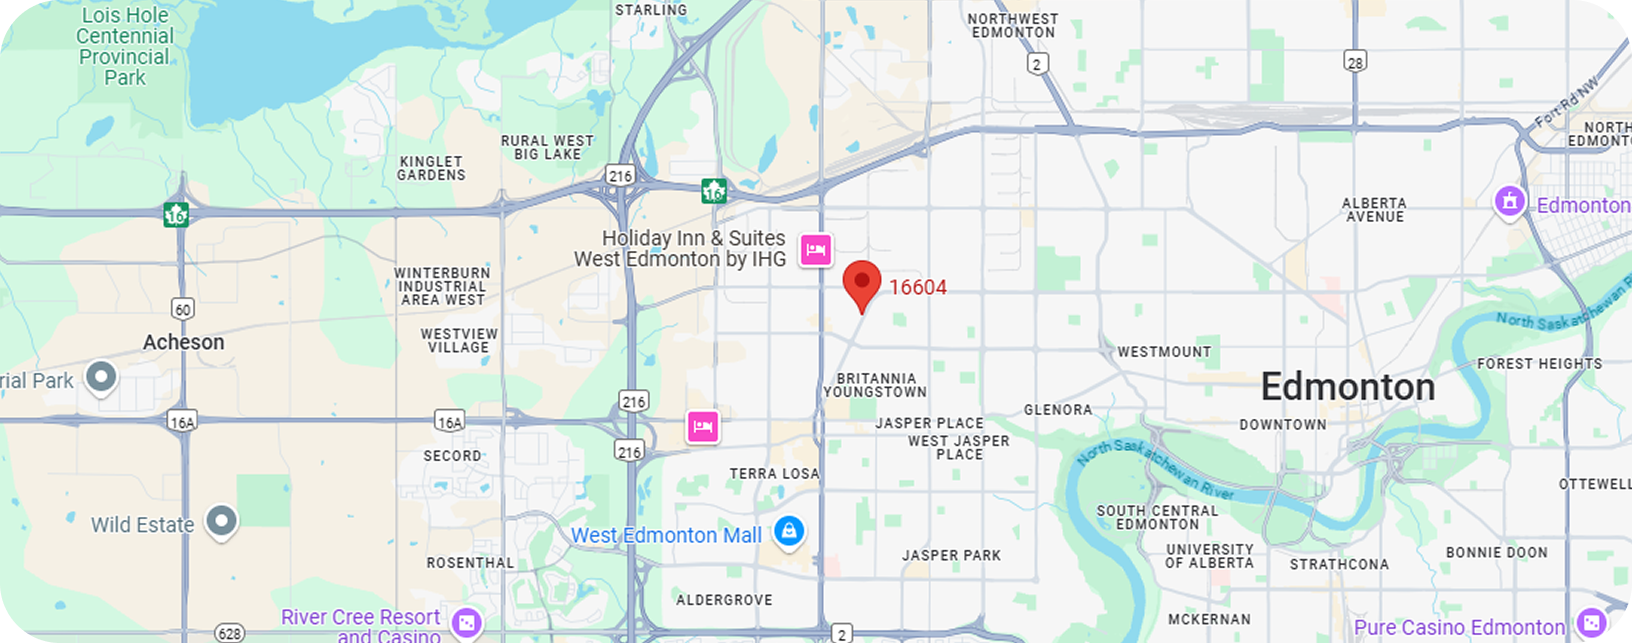 STARLING
Lois Hole
Centennial
Provincial
Park
NORTHWEST
EDMONTON
2
28
Fort Rd NW
NORTH
EDMONTO
RURAL WEST
BIG LAKE
KINGLET
GARDENS
216
16
16
ALBERTA
AVENUE
Edmonton
Holiday Inn & Suites
West Edmonton by IHG
16604
WINTERBURN
INDUSTRIAL
AREA WEST
60
Acheson
WESTVIEW
VILLAGE
North Saskatchewan R
WESTMOUNT
FOREST HEIGHTS
rial Park
BRITANNIA
YOUNGSTOWN
Edmonton
216
16A
16A
GLENORA
JASPER PLACE
DOWNTOWN
WEST JASPER
PLACE
216
SECORD
TERRA LOSA
North Saskatchewan River
OTTEWELL
Wild Estate
West Edmonton Mall
SOUTH CENTRAL
EDMONTON
JASPER PARK
UNIVERSITY
OF ALBERTA
BONNIE DOON
ROSENTHAL
STRATHCONA
ALDERGROVE
River Cree Resort
and Casino
628
2
MCKERNAN
Pure Casino Edmonton